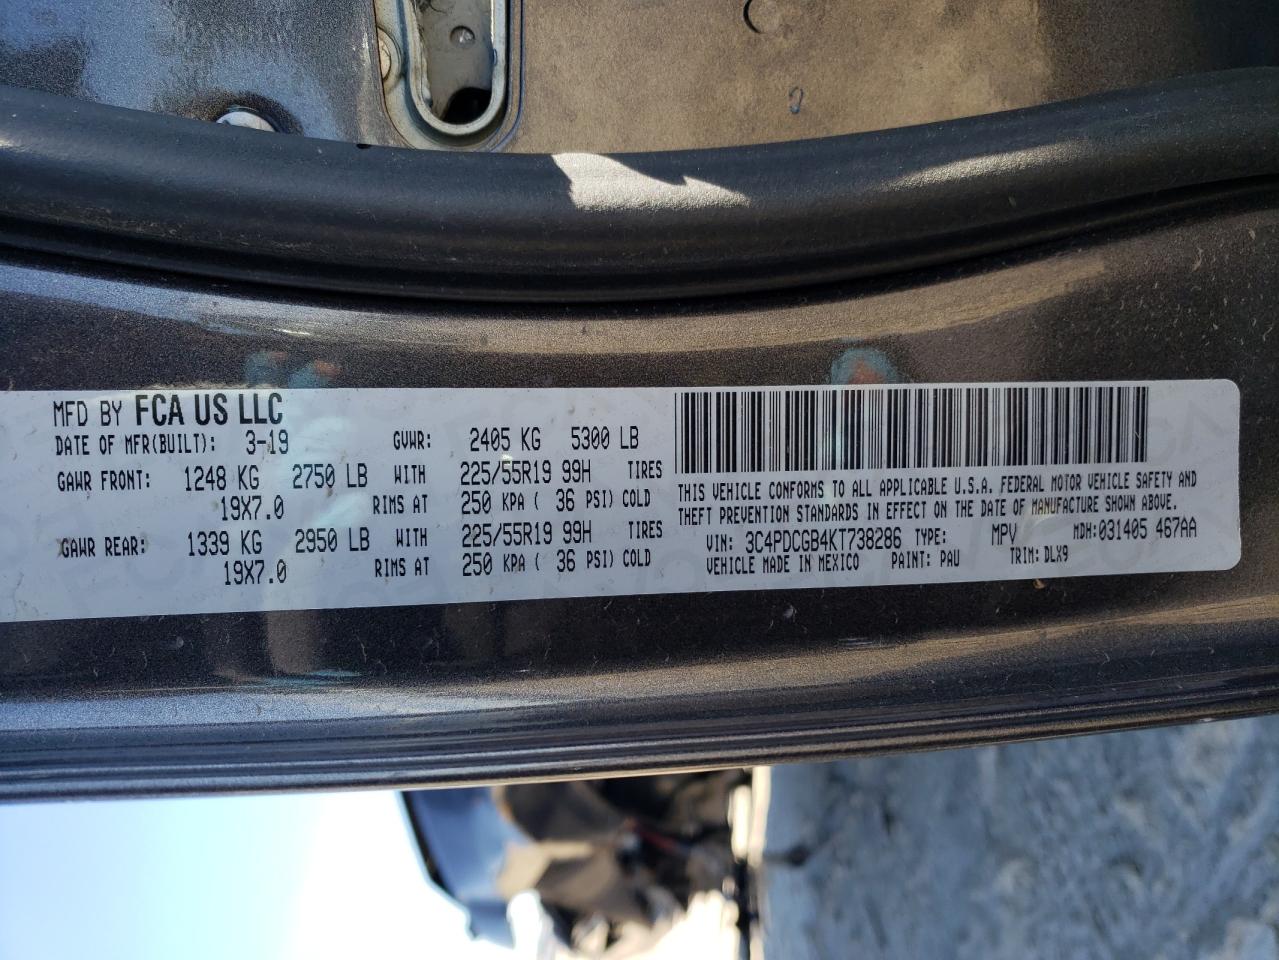 MFD BY FCA US LLC
DATE OF MFR(BUILT): 3-19 GVWR: 2405 KG 5300 LB
GAWR FRONT: 1248 KG 2750 LB WITH 225/55R19 99H TIRES
19X7.0 RIMS AT 250 KPA ( 36 PSI) COLD
GAWR REAR: 1339 KG 2950 LB WITH 225/55R19 99H TIRES
19X7.0 RIMS AT 250 KPA ( 36 PSI) COLD
THIS VEHICLE CONFORMS TO ALL APPLICABLE U.S.A. FEDERAL MOTOR VEHICLE SAFETY AND
THEFT PREVENTION STANDARDS IN EFFECT ON THE DATE OF MANUFACTURE SHOWN ABOVE.
VIN: 3C4PDCGB4KT738286 TYPE: MPV MDH:031405 467AA
VEHICLE MADE IN MEXICO PAINT: PAU TRIM: DLX9